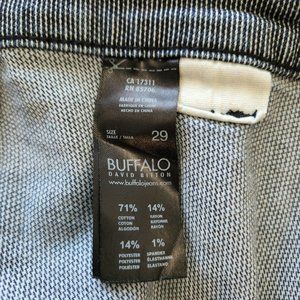 CA 17311
RN 85706
MADE IN CHINA
FABRIQUÉ EN CHINE
HECHO EN CHINA
SIZE
TAILLE / TALLA
29
BUFFALO
DAVID BITTON
www.buffalojeans.com
71% 14%
COTTON RAYON
COTON RAYONNE
ALGODÓN RAYÓN
14% 1%
POLYESTER SPANDEX
POLYESTER ÉLASTHANNE
POLIÉSTER ELASTANO